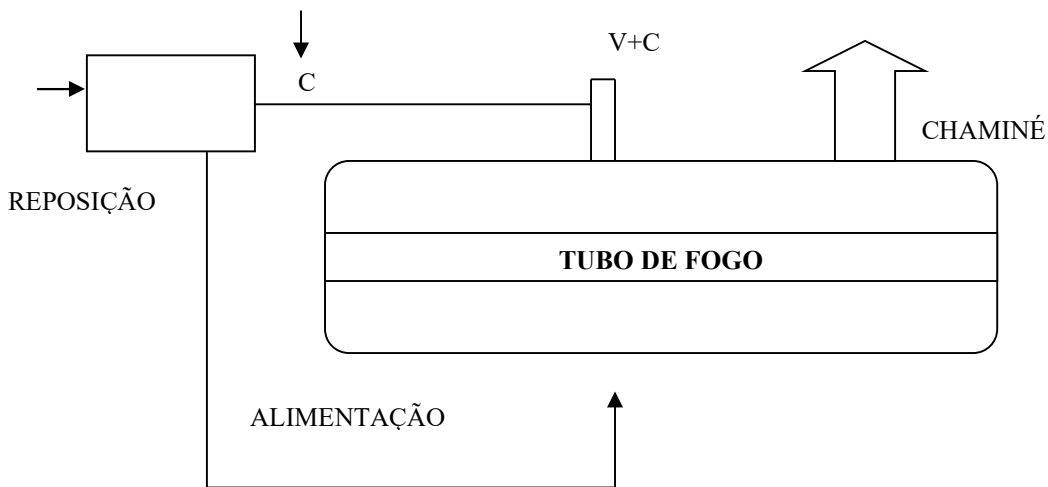 V+C
C
CHAMINÉ
REPOSIÇÃO
TUBO DE FOGO
ALIMENTAÇÃO